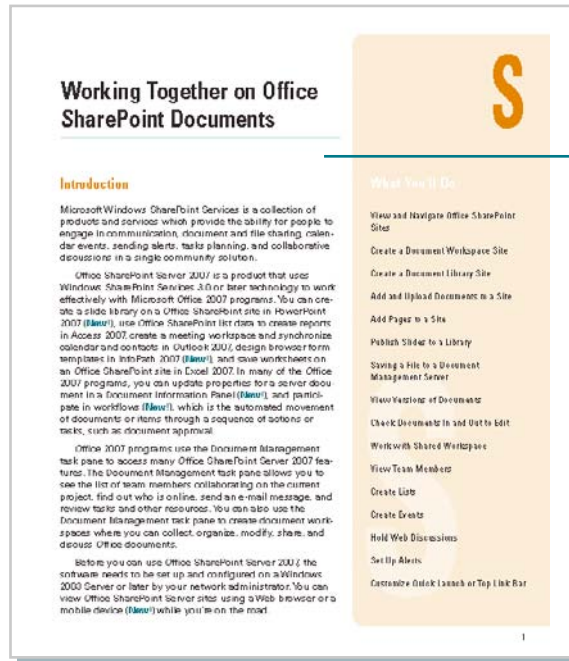 Working Together on Office
SharePoint Documents
S
Introduction
Microsoft Windows SharePoint Services is a collection of
products and services which provide the ability for people to
engage in communication, document and file sharing, calen-
dar events, sending alerts, tasks planning, and collaborative
discussions in a single community solution.
Office SharePoint Server 2007 is a product that uses
Windows SharePoint Services 3.0 or later technology to work
effectively with Microsoft Office 2007 programs. You can cre-
ate a slide library on a Office SharePoint site in PowerPoint
2007 (New!), use Office SharePoint list data to create reports
in Access 2007, create a meeting workspace and synchronize
calendar and contacts in Outlook 2007, design browser form
templates in InfoPath 2007 (New!), and save worksheets on
an Office SharePoint site in Excel 2007. In many of the Office
2007 programs, you can update properties for a server docu-
ment in a Document Information Panel (New!), and partici-
pate in workflows (New!), which is the automated movement
of documents or items through a sequence of actions or
tasks, such as document approval.
Office 2007 programs use the Document Management
task pane to access many Office SharePoint Server 2007 fea-
tures. The Document Management task pane allows you to
see the list of team members collaborating on the current
project, find out who is online, send an e-mail message, and
review tasks and other resources. You can also use the
Document Management task pane to create document work-
spaces where you can collect, organize, modify, share, and
discuss Office documents.
Before you can use Office SharePoint Server 2007, the
software needs to be set up and configured on a Windows
2003 Server or later by your network administrator. You can
view Office SharePoint Server sites using a Web browser or a
mobile device (New!) while you're on the road.
What You'll Do
View and Navigate Office SharePoint
Sites
Create a Document Workspace Site
Create a Document Library Site
Add and Upload Documents to a Site
Add Pages to a Site
Publish Slides to a Library
Saving a File to a Document
Management Server
View Versions of Documents
Check Documents In and Out to Edit
Work with Shared Workspace
View Team Members
Create Lists
Create Events
Hold Web Discussions
Set Up Alerts
Customize Quick Launch or Top Link Bar
S
1